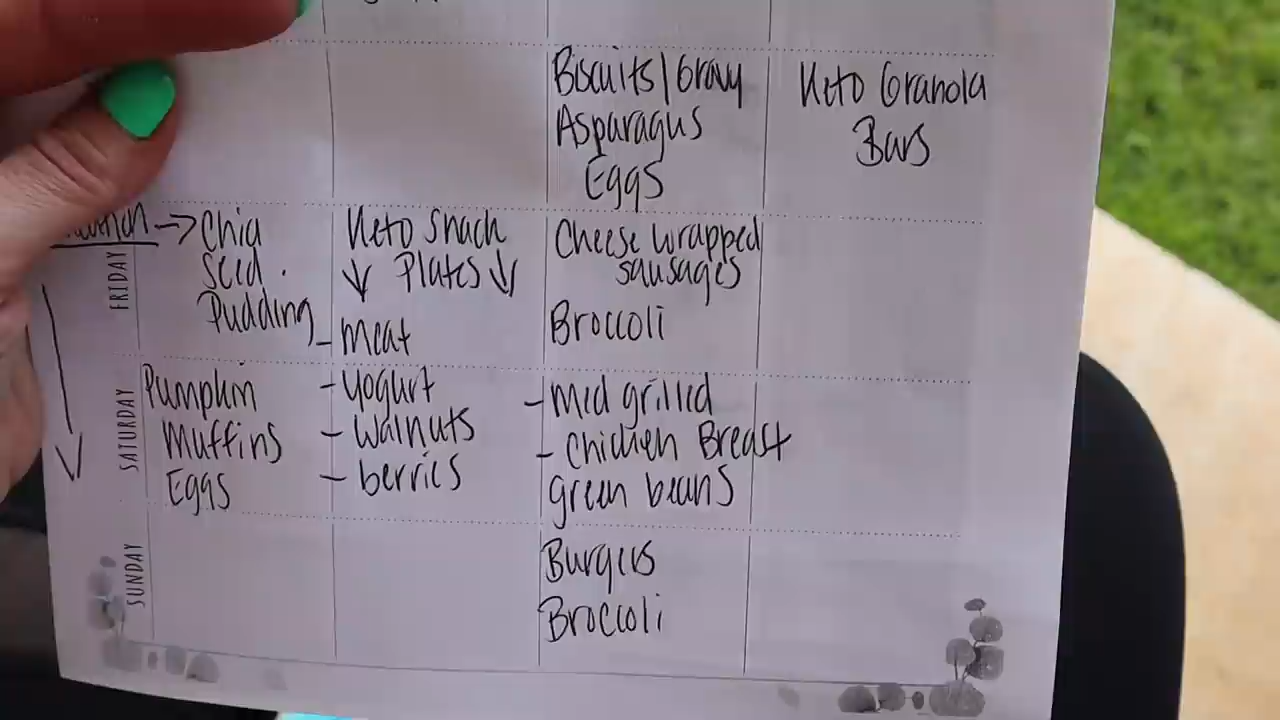 Biscuits/Gravy
Asparagus
Eggs
Keto Granola
Bars
FRIDAY
→ Chia
Seed.
Pudding
Keto Snack
↓ Plates ↓
- Meat
Cheese wrapped
sausages
Broccoli
SATURDAY
Pumpkin
Muffins
Eggs
- Yogurt
- Walnuts
- berries
- Med grilled
- Chicken Breast
green beans
SUNDAY
Burgers
Broccoli